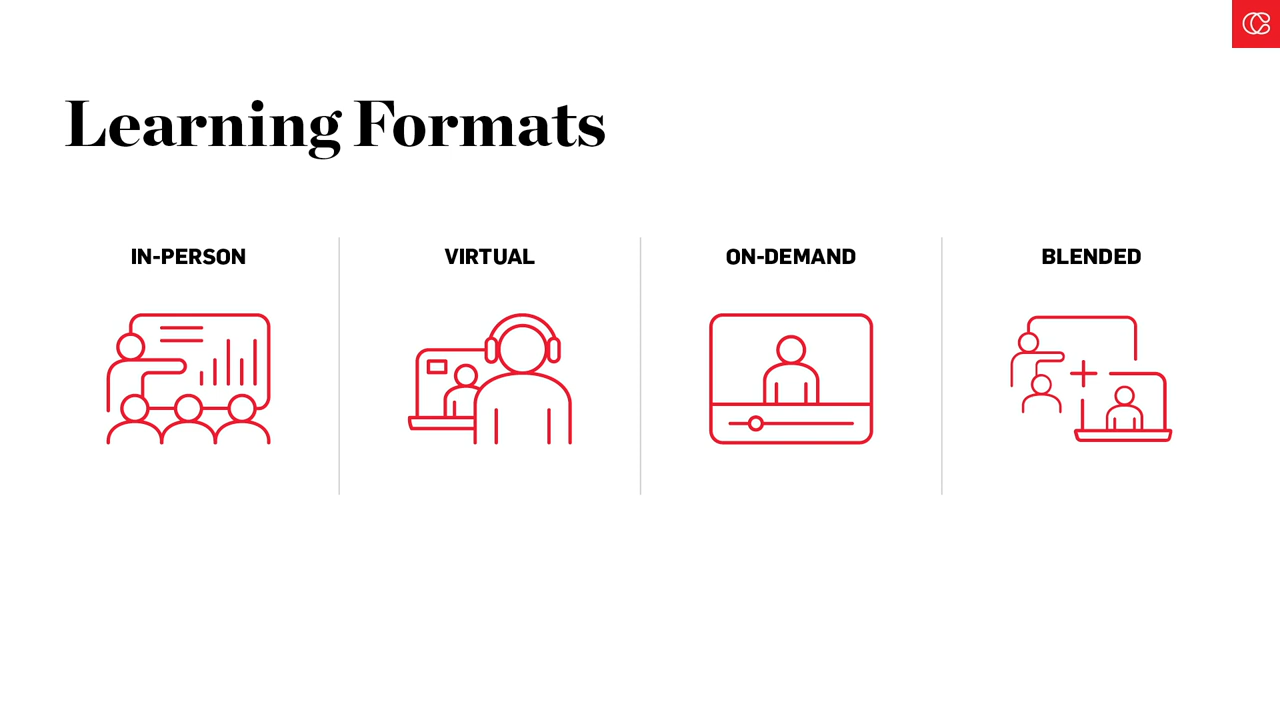 Learning Formats
IN-PERSON
VIRTUAL
ON-DEMAND
BLENDED